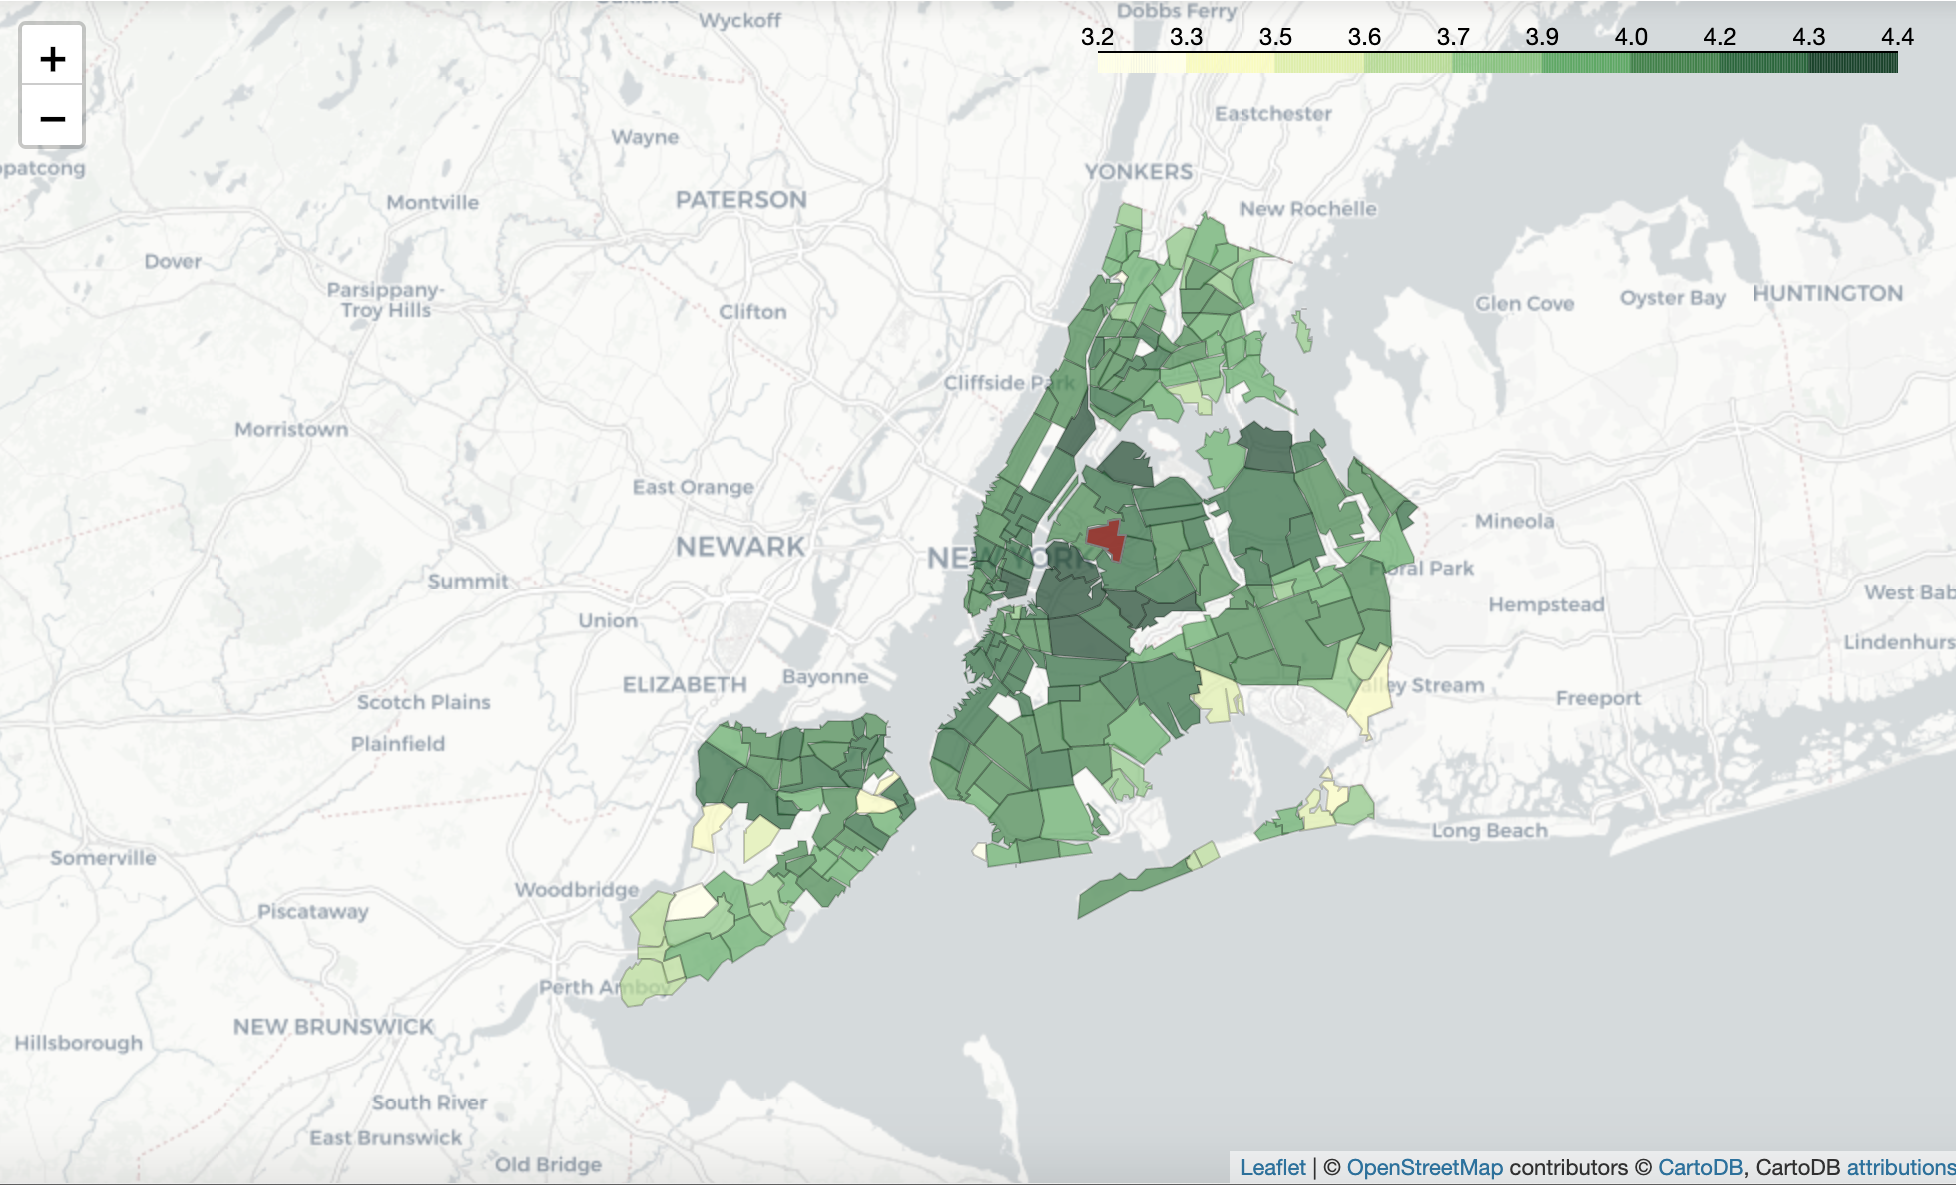 Oakland
Wyckoff
Dobbs Ferry
3.2 3.3 3.5 3.6 3.7 3.9 4.0 4.2 4.3 4.4
+
−
Eastchester
Wayne
opatcong
YONKERS
Montville
PATERSON
New Rochelle
Dover
Parsippany-
Troy Hills
Clifton
Glen Cove
Oyster Bay
HUNTINGTON
Cliffside Park
Morristown
East Orange
Mineola
NEWARK
NEW YORK
Floral Park
Summit
Hempstead
West Bab
Union
Lindenhurs
ELIZABETH
Bayonne
Valley Stream
Freeport
Scotch Plains
Plainfield
Long Beach
Somerville
Woodbridge
Piscataway
Perth Amboy
NEW BRUNSWICK
Hillsborough
South River
East Brunswick
Old Bridge
Leaflet | © OpenStreetMap contributors © CartoDB, CartoDB attributions